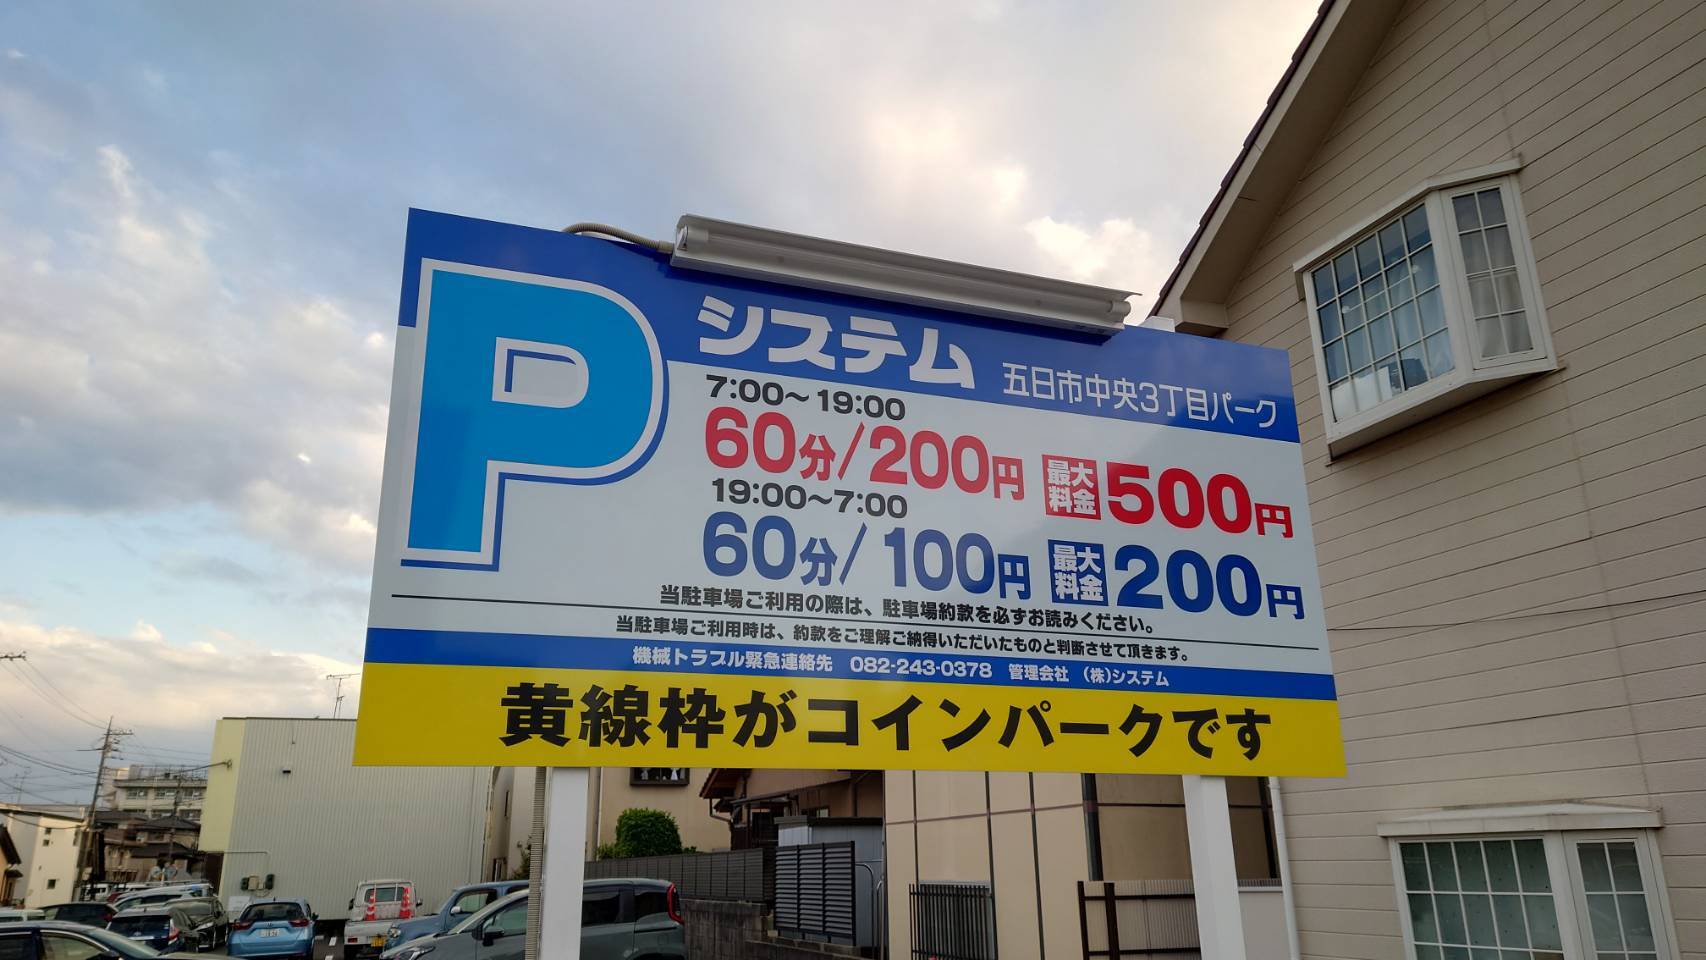 P
システム 五日市中央3丁目パーク
7:00〜19:00
60分/200円 最大料金 500円
19:00〜7:00
60分/100円 最大料金 200円
当駐車場ご利用の際は、駐車場約款を必ずお読みください。
当駐車場ご利用時は、約款をご理解ご納得いただいたものと判断させて頂きます。
機械トラブル緊急連絡先 082-243-0378 管理会社 (株)システム
黄線枠がコインパークです